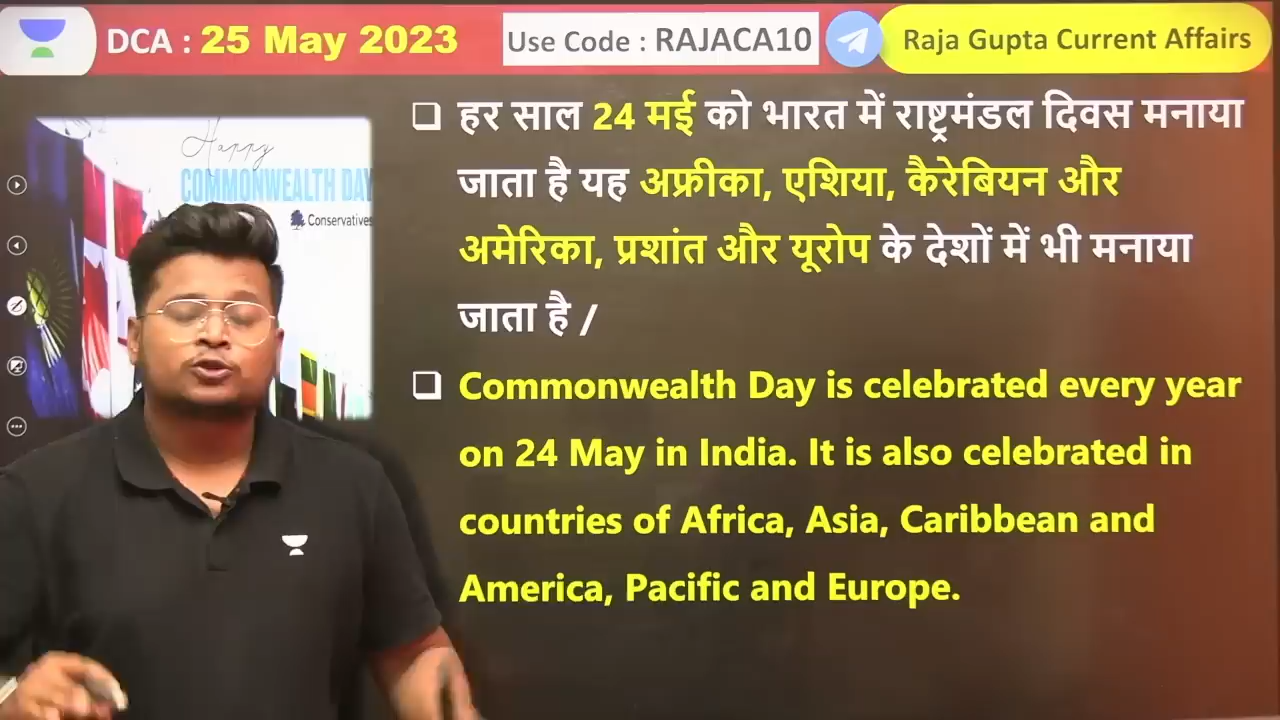 DCA : 25 May 2023
Use Code : RAJACA10
Raja Gupta Current Affairs
Happy
COMMONWEALTH DAY
Conservatives
हर साल 24 मई को भारत में राष्ट्रमंडल दिवस मनाया
जाता है यह अफ्रीका, एशिया, कैरेबियन और
अमेरिका, प्रशांत और यूरोप के देशों में भी मनाया
जाता है /
Commonwealth Day is celebrated every year
on 24 May in India. It is also celebrated in
countries of Africa, Asia, Caribbean and
America, Pacific and Europe.